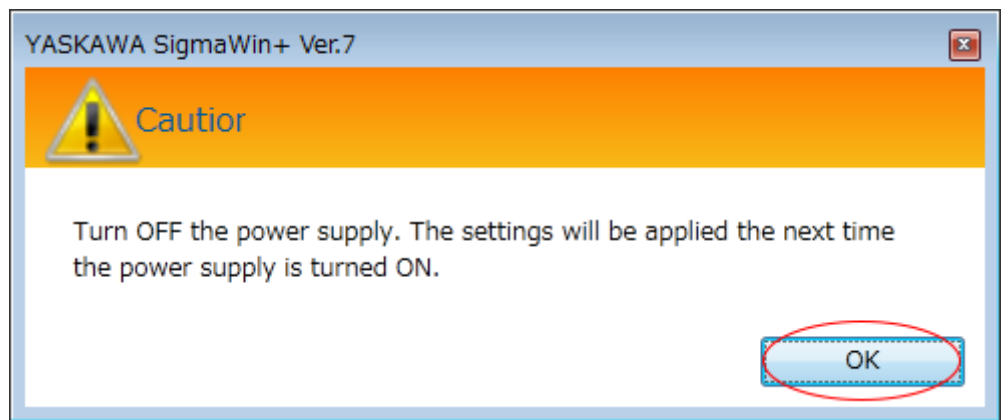 YASKAWA SigmaWin+ Ver.7
Cautior
Turn OFF the power supply. The settings will be applied the next time
the power supply is turned ON.
OK